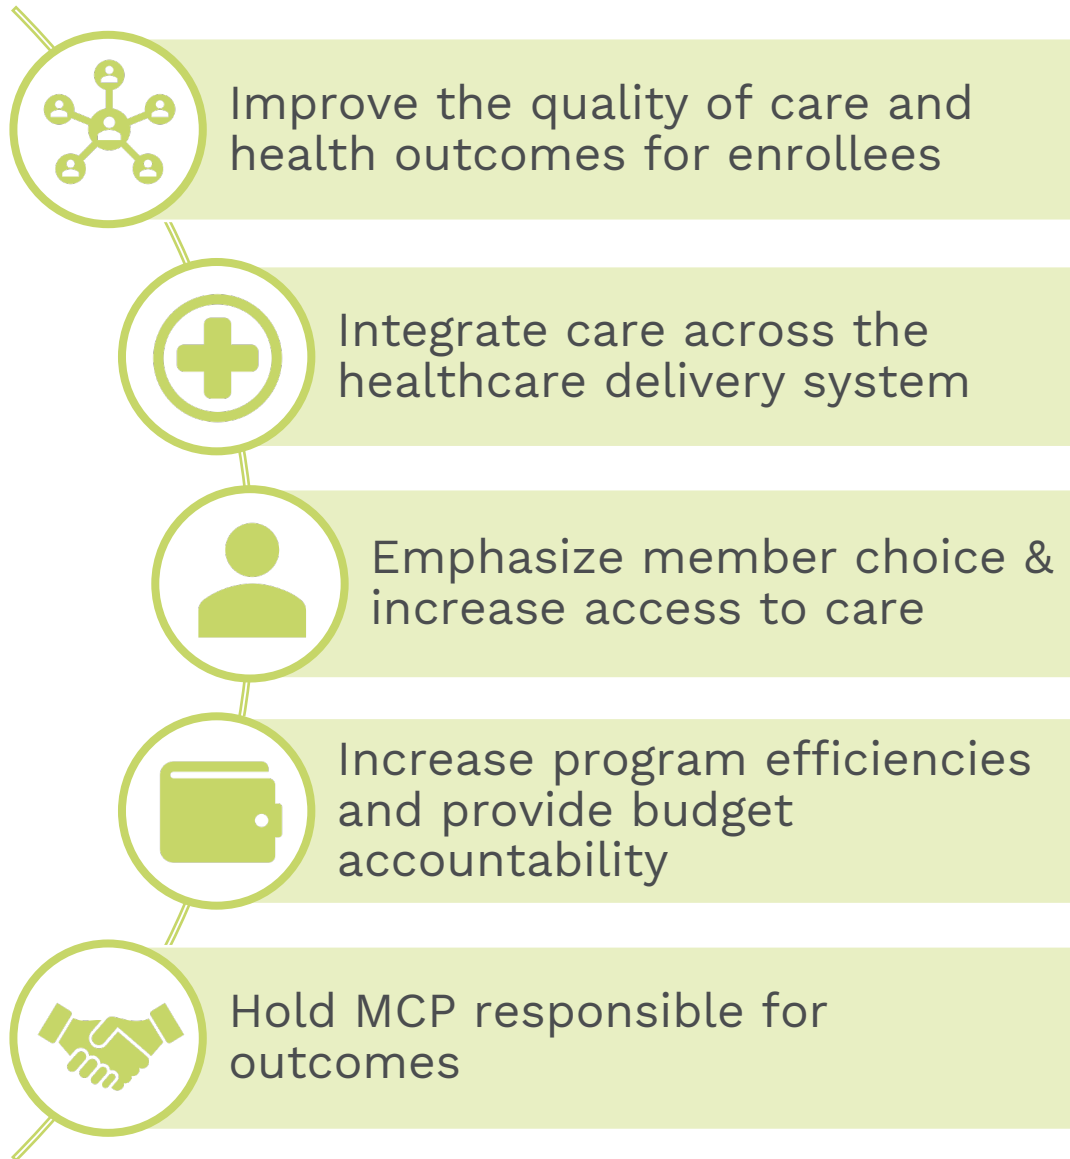 Improve the quality of care and
health outcomes for enrollees
Integrate care across the
healthcare delivery system
Emphasize member choice &
increase access to care
Increase program efficiencies
and provide budget
accountability
Hold MCP responsible for
outcomes